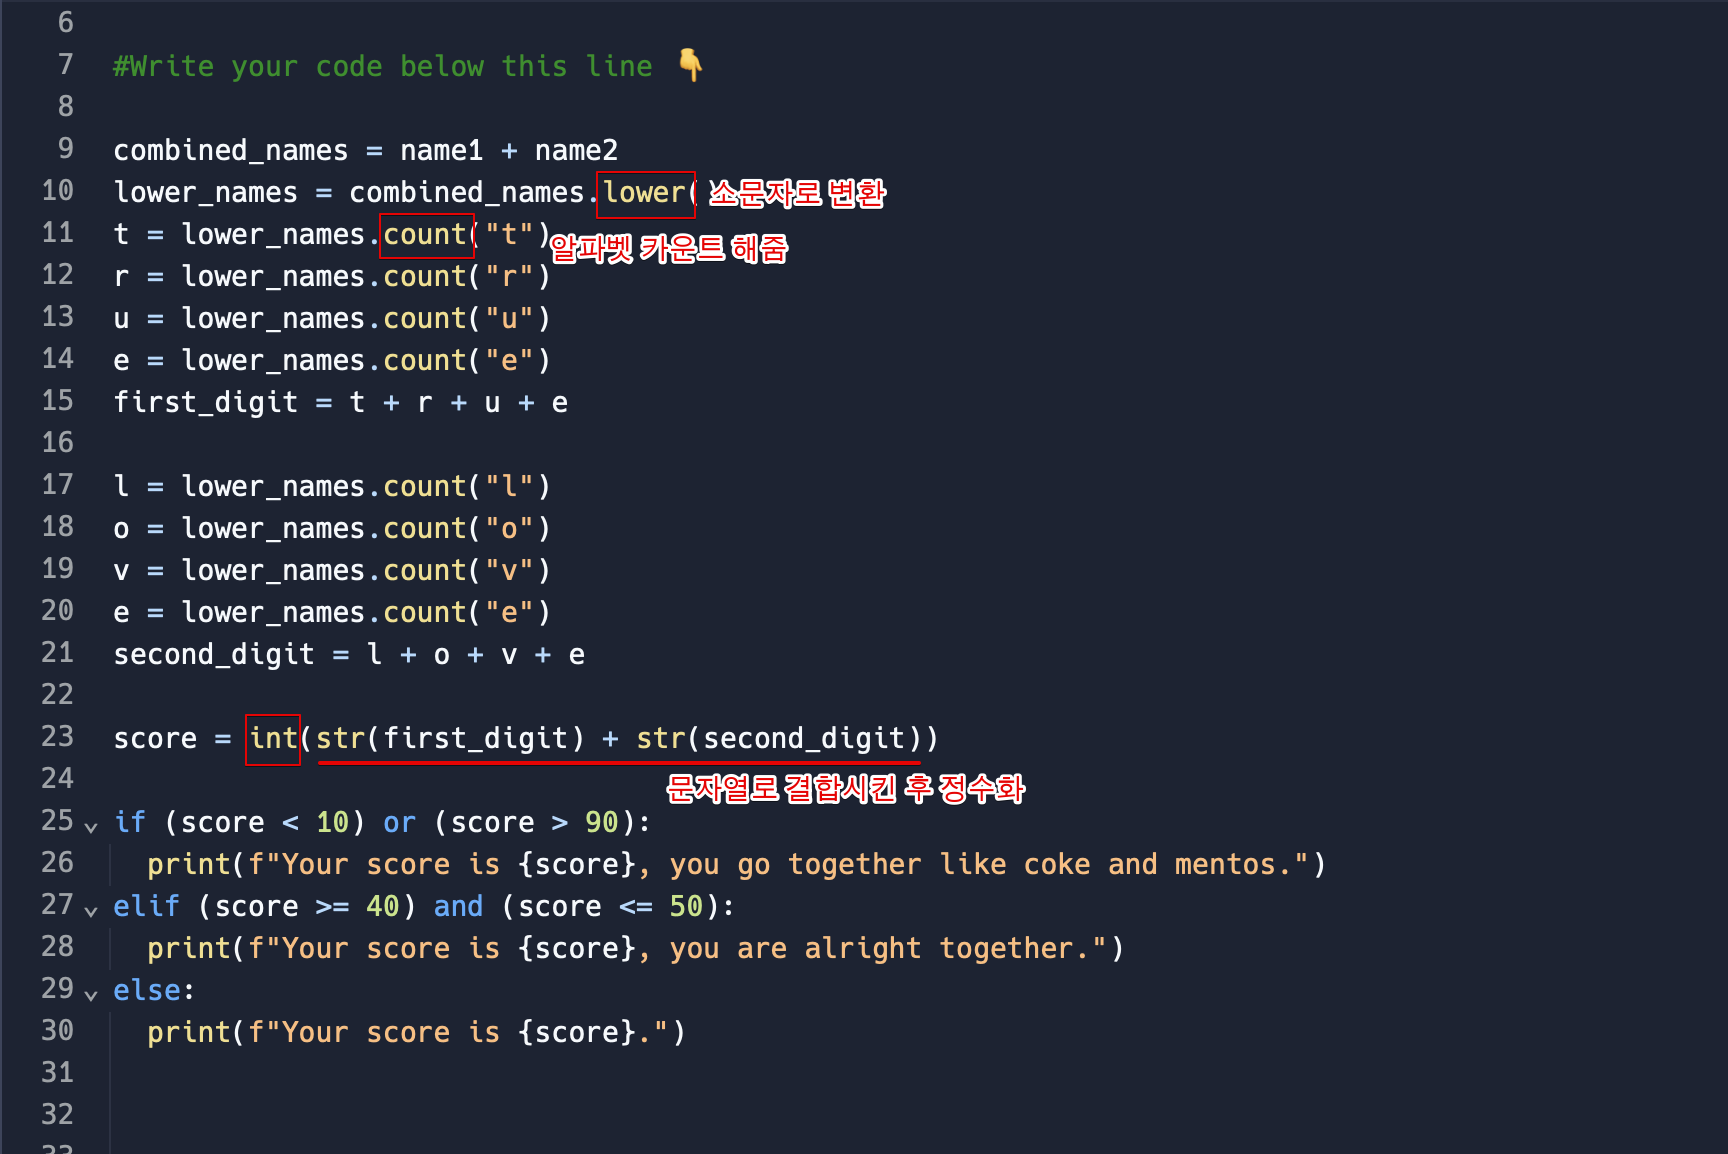 6
7 #Write your code below this line 👇
8
9 combined_names = name1 + name2
10 lower_names = combined_names.lower( 소문자로 변환
11 t = lower_names.count("t") 알파벳 카운트 해줌
12 r = lower_names.count("r")
13 u = lower_names.count("u")
14 e = lower_names.count("e")
15 first_digit = t + r + u + e
16
17 l = lower_names.count("l")
18 o = lower_names.count("o")
19 v = lower_names.count("v")
20 e = lower_names.count("e")
21 second_digit = l + o + v + e
22
23 score = int(str(first_digit) + str(second_digit))
24 문자열로 결합시킨 후 정수화
25 if (score < 10) or (score > 90):
26 print(f"Your score is {score}, you go together like coke and mentos.")
27 elif (score >= 40) and (score <= 50):
28 print(f"Your score is {score}, you are alright together.")
29 else:
30 print(f"Your score is {score}.")
31
32
33